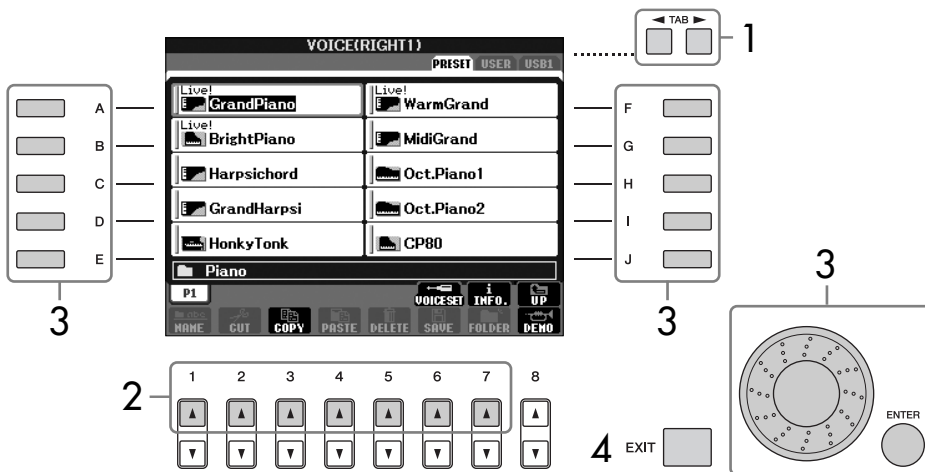 ◄ TAB ► 1
VOICE(RIGHT1)
PRESET USER USB1
A Live! GrandPiano Live! WarmGrand F
B Live! BrightPiano MidiGrand G
C Harpsichord Oct.Piano1 H
D GrandHarpsi Oct.Piano2 I
E HonkyTonk CP80 J
Piano
3 3 3
P1 VOICESET INFO. UP
NAME CUT COPY PASTE DELETE SAVE FOLDER DEMO
1 2 3 4 5 6 7 8
2
4 EXIT
ENTER